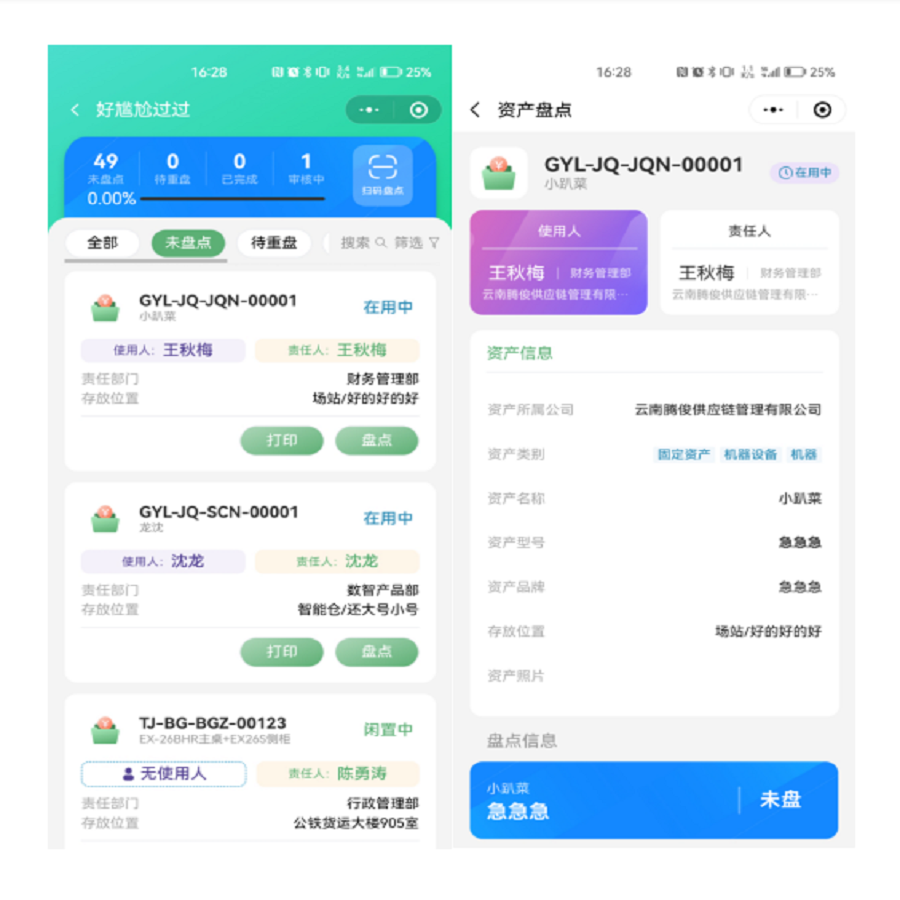 16:28
25%
好尴尬过过
49
0
0
1
未盘点
待重盘
已完成
审核中
扫码盘点
0.00%
全部
未盘点
待重盘
搜索
筛选
GYL-JQ-JQN-00001
小趴菜
在用中
使用人：王秋梅
责任人：王秋梅
责任部门
财务管理部
存放位置
场站/好的好的好
打印
盘点
GYL-JQ-SCN-00001
龙沈
在用中
使用人：沈龙
责任人：沈龙
责任部门
数智产品部
存放位置
智能仓/还大号小号
打印
盘点
TJ-BG-BGZ-00123
EX-26BHR主桌+EX26S侧柜
闲置中
无使用人
责任人：陈勇涛
责任部门
行政管理部
存放位置
公铁货运大楼905室
16:28
25%
资产盘点
GYL-JQ-JQN-00001
小趴菜
在用中
使用人
王秋梅
财务管理部
云南腾俊供应链管理有限…
责任人
王秋梅
财务管理部
云南腾俊供应链管理有限…
资产信息
资产所属公司
云南腾俊供应链管理有限公司
资产类别
固定资产 机器设备 机器
资产名称
小趴菜
资产型号
急急急
资产品牌
急急急
存放位置
场站/好的好的好
资产照片
盘点信息
小趴菜
急急急
未盘